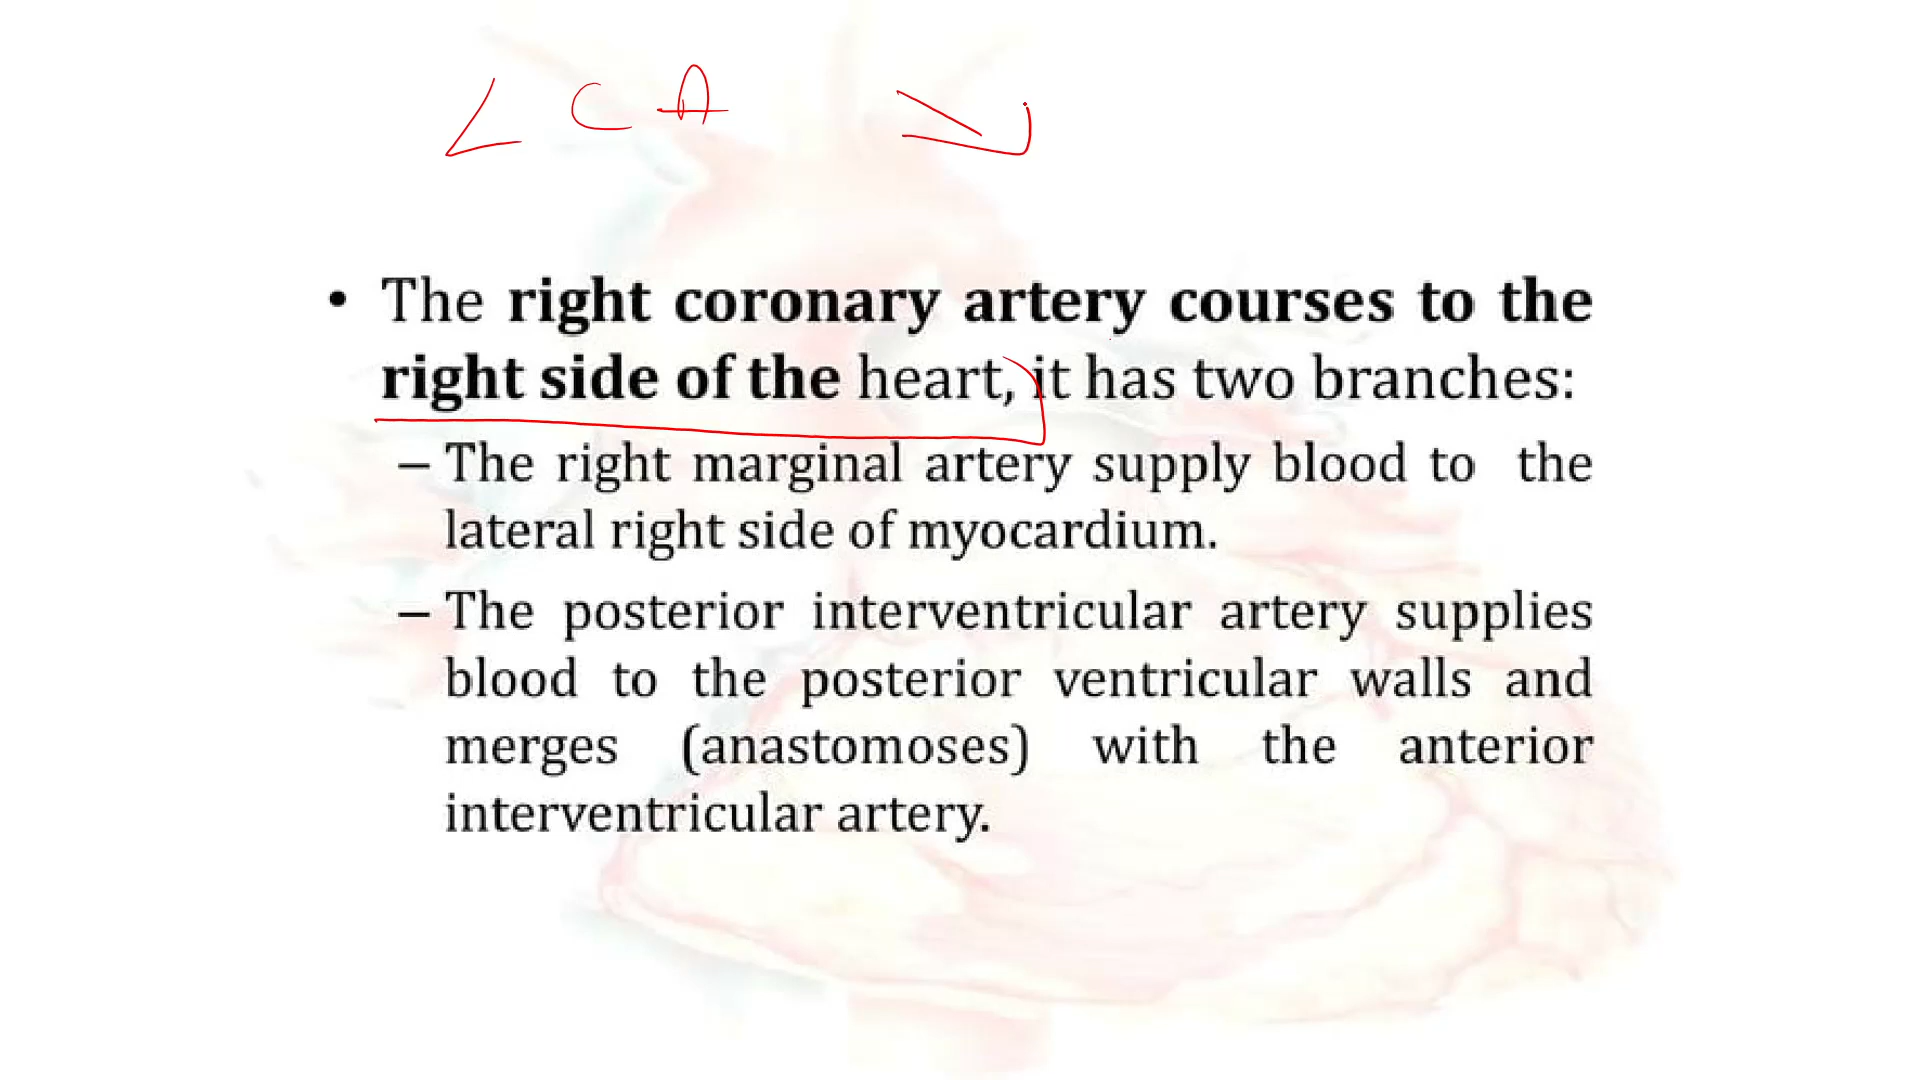 LCA
• The right coronary artery courses to the
right side of the heart, it has two branches:
– The right marginal artery supply blood to the
lateral right side of myocardium.
– The posterior interventricular artery supplies
blood to the posterior ventricular walls and
merges (anastomoses) with the anterior
interventricular artery.